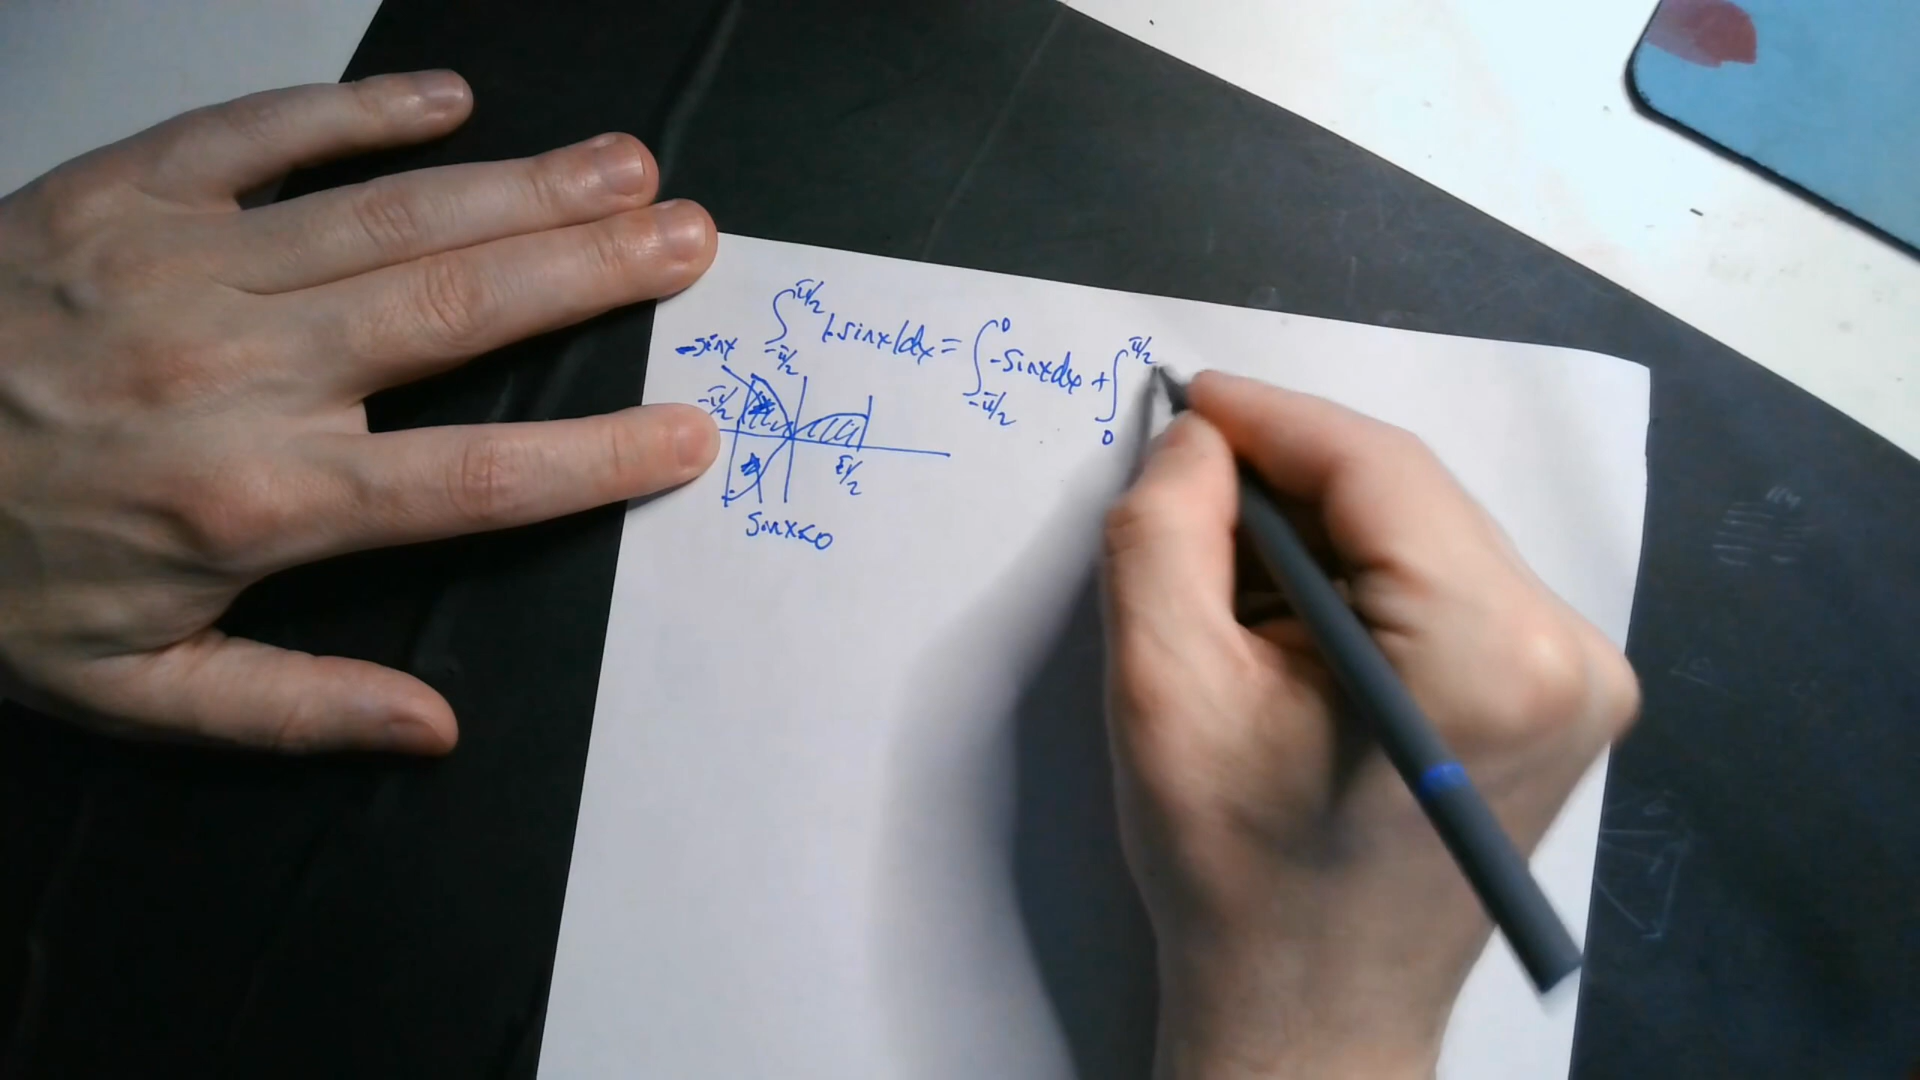 ∫_{-π/2}^{π/2} |-sinx|dx = ∫_{-π/2}^{0} -sinxdx + ∫_{0}^{π/2}
-sinx
-π/2
π/2
sinx<0